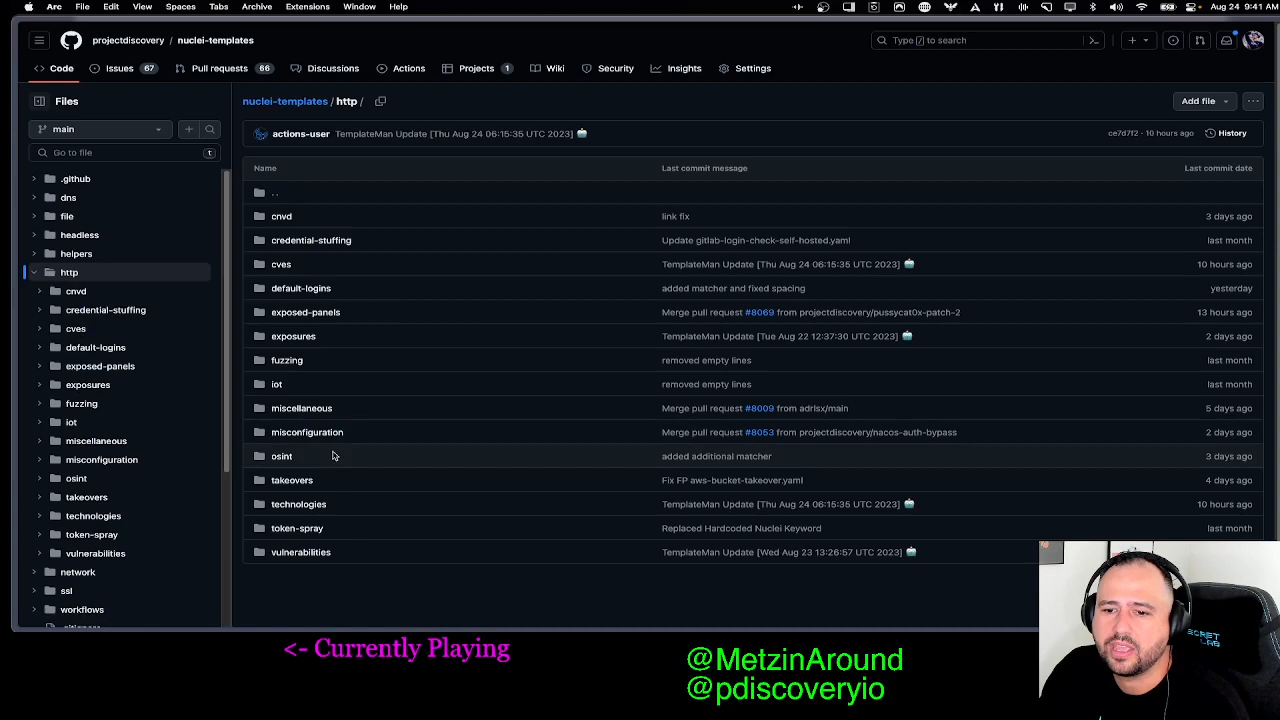 Arc File Edit View Spaces Tabs Archive Extensions Window Help Aug 24 9:41 AM
projectdiscovery / nuclei-templates Type / to search
Code Issues 67 Pull requests 66 Discussions Actions Projects 1 Wiki Security Insights Settings
Files
main
Go to file t
.github
dns
file
headless
helpers
http
cnvd
credential-stuffing
cves
default-logins
exposed-panels
exposures
fuzzing
iot
miscellaneous
misconfiguration
osint
takeovers
technologies
token-spray
vulnerabilities
network
ssl
workflows
nuclei-templates / http / Add file
actions-user TemplateMan Update [Thu Aug 24 06:15:35 UTC 2023] ce7d7f2 · 10 hours ago History
Name Last commit message Last commit date
..
cnvd link fix 3 days ago
credential-stuffing Update gitlab-login-check-self-hosted.yaml last month
cves TemplateMan Update [Thu Aug 24 06:15:35 UTC 2023] 10 hours ago
default-logins added matcher and fixed spacing yesterday
exposed-panels Merge pull request #8069 from projectdiscovery/pussycat0x-patch-2 13 hours ago
exposures TemplateMan Update [Tue Aug 22 12:37:30 UTC 2023] 2 days ago
fuzzing removed empty lines last month
iot removed empty lines last month
miscellaneous Merge pull request #8009 from adrlsx/main 5 days ago
misconfiguration Merge pull request #8053 from projectdiscovery/nacos-auth-bypass 2 days ago
osint added additional matcher 3 days ago
takeovers Fix FP aws-bucket-takeover.yaml 4 days ago
technologies TemplateMan Update [Thu Aug 24 06:15:35 UTC 2023] 10 hours ago
token-spray Replaced Hardcoded Nuclei Keyword last month
vulnerabilities TemplateMan Update [Wed Aug 23 13:26:57 UTC 2023]
<- Currently Playing
@MetzinAround
@pdiscoveryio